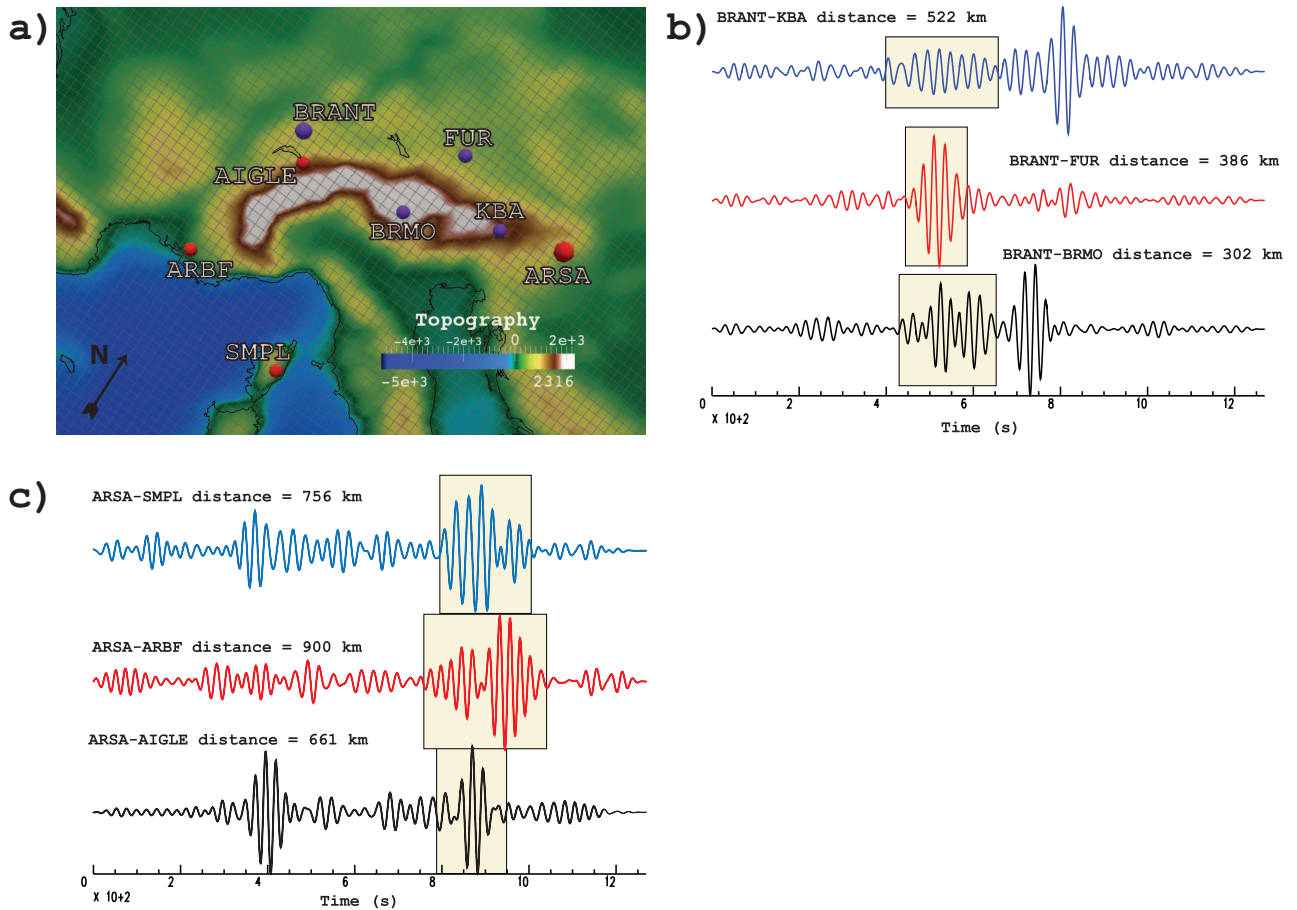 a)
BRANT
FUR
AIGLE
KBA
BRMO
ARBF
ARSA
Topography
-4e+3 -2e+3 0 2e+3
-5e+3 2316
SMPL
N
b)
BRANT-KBA distance = 522 km
BRANT-FUR distance = 386 km
BRANT-BRMO distance = 302 km
0 2 4 6 8 10 12
X 10+2
Time (s)
c)
ARSA-SMPL distance = 756 km
ARSA-ARBF distance = 900 km
ARSA-AIGLE distance = 661 km
0 2 4 6 8 10 12
X 10+2
Time (s)